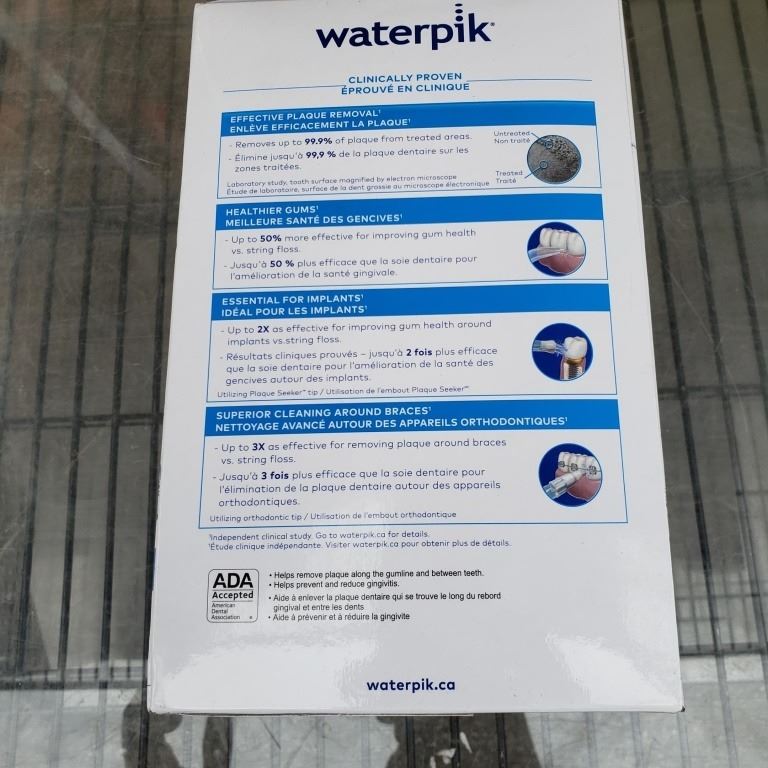 waterpik®
CLINICALLY PROVEN
ÉPROUVÉ EN CLINIQUE
EFFECTIVE PLAQUE REMOVAL¹
ENLÈVE EFFICACEMENT LA PLAQUE¹
- Removes up to 99.9% of plaque from treated areas.
- Élimine jusqu'à 99,9 % de la plaque dentaire sur les
zones traitées.
Untreated
Non traité
Treated
Traité
Laboratory study, tooth surface magnified by electron microscope
Étude de laboratoire, surface de la dent grossie au microscope électronique
HEALTHIER GUMS¹
MEILLEURE SANTÉ DES GENCIVES¹
- Up to 50% more effective for improving gum health
vs. string floss.
- Jusqu'à 50 % plus efficace que la soie dentaire pour
l'amélioration de la santé gingivale.
ESSENTIAL FOR IMPLANTS¹
IDÉAL POUR LES IMPLANTS¹
- Up to 2X as effective for improving gum health around
implants vs.string floss.
- Résultats cliniques prouvés – jusqu'à 2 fois plus efficace
que la soie dentaire pour l'amélioration de la santé des
gencives autour des implants.
Utilizing Plaque Seeker™ tip / Utilisation de l'embout Plaque Seeker™
SUPERIOR CLEANING AROUND BRACES¹
NETTOYAGE AVANCÉ AUTOUR DES APPAREILS ORTHODONTIQUES¹
- Up to 3X as effective for removing plaque around braces
vs. string floss.
- Jusqu'à 3 fois plus efficace que la soie dentaire pour
l'élimination de la plaque dentaire autour des appareils
orthodontiques.
Utilizing orthodontic tip / Utilisation de l'embout orthodontique
¹Independent clinical study. Go to waterpik.ca for details.
¹Étude clinique indépendante. Visiter waterpik.ca pour obtenir plus de détails.
ADA
Accepted
American
Dental
Association ®
• Helps remove plaque along the gumline and between teeth.
• Helps prevent and reduce gingivitis.
• Aide à enlever la plaque dentaire qui se trouve le long du rebord
gingival et entre les dents
• Aide à prévenir et à réduire la gingivite
waterpik.ca